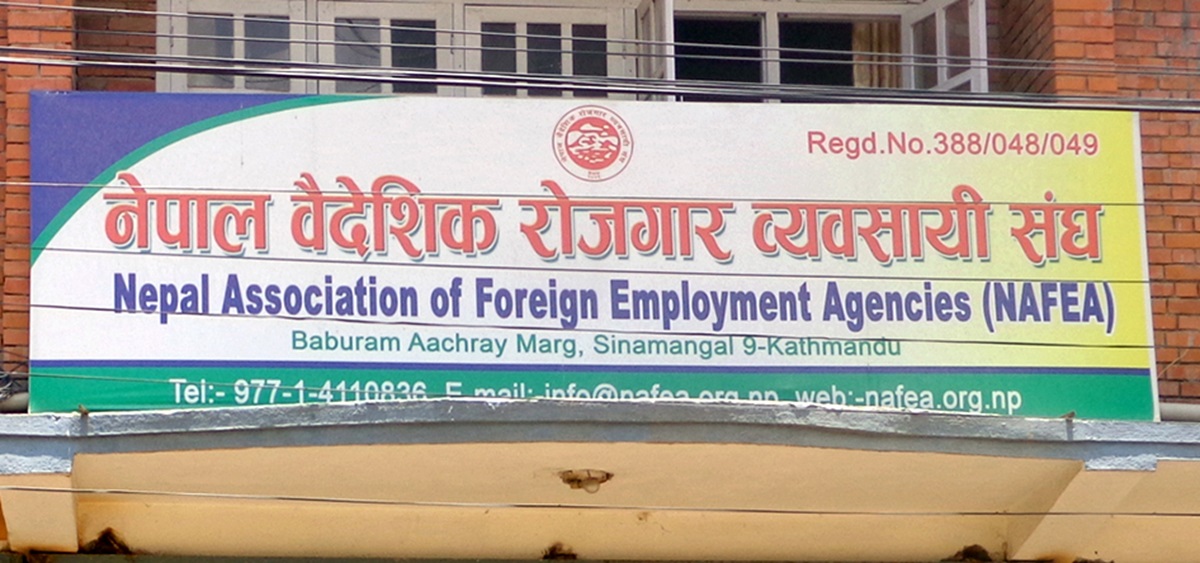 Regd.No.388/048/049
नेपाल वैदेशिक रोजगार व्यवसायी संघ
Nepal Association of Foreign Employment Agencies (NAFEA)
Baburam Aachray Marg, Sinamangal 9-Kathmandu
Tel:- 977-1-4110836, E-mail:-info@nafea.org.np, web:-nafea.org.np